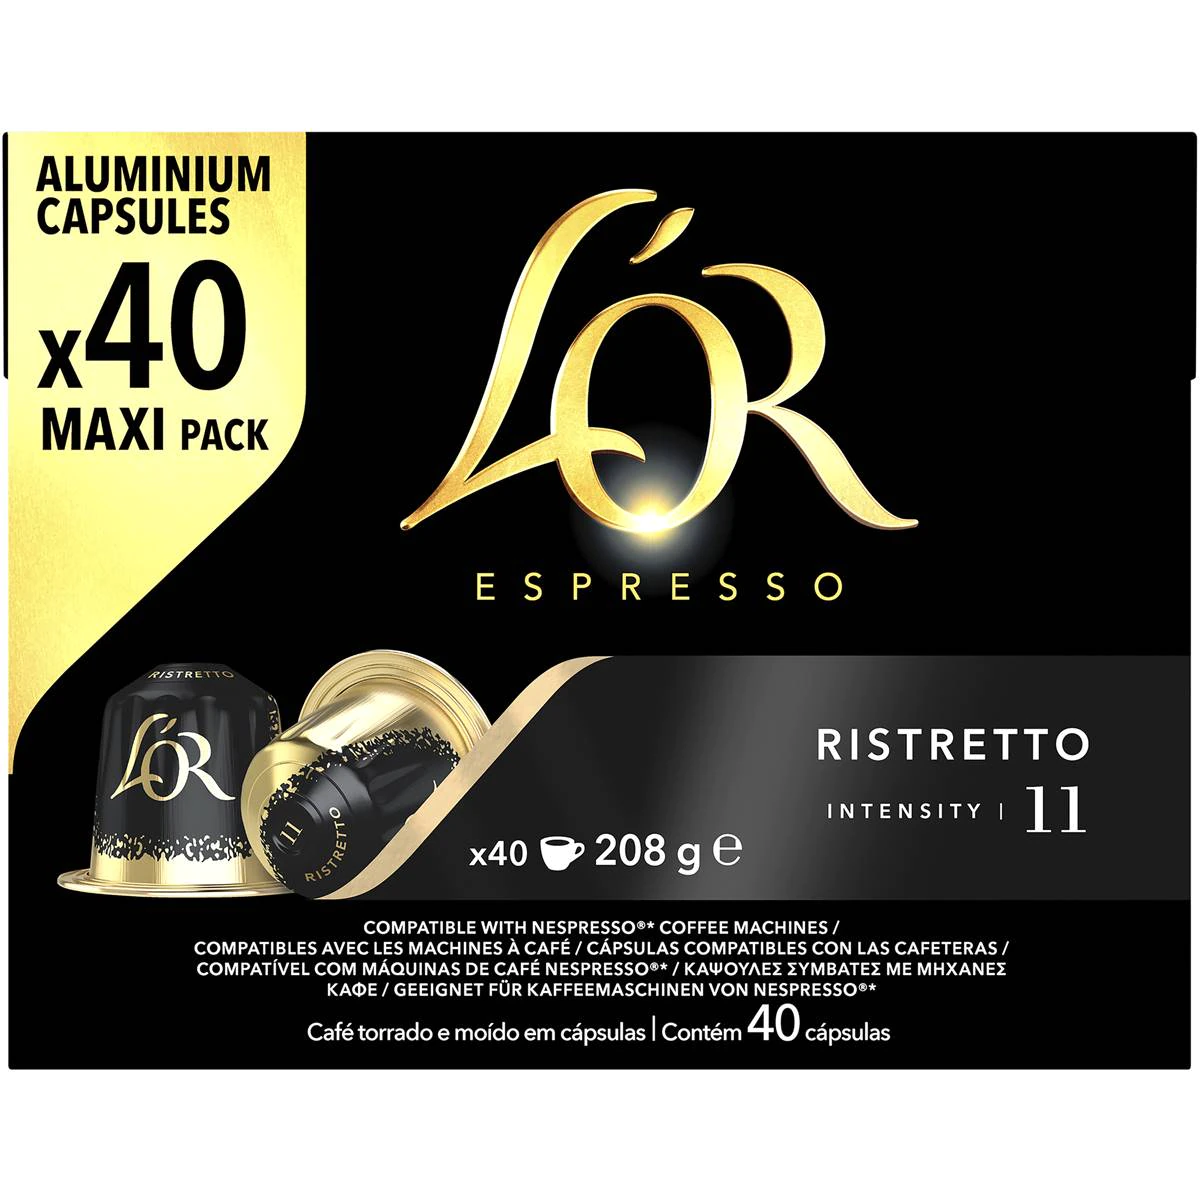 ALUMINIUM
CAPSULES
x40
MAXI PACK
L'OR
ESPRESSO
RISTRETTO
L'OR
11
RISTRETTO
RISTRETTO
INTENSITY | 11
x40 208 g ℮
COMPATIBLE WITH NESPRESSO®* COFFEE MACHINES /
COMPATIBLES AVEC LES MACHINES À CAFÉ / CÁPSULAS COMPATIBLES CON LAS CAFETERAS /
COMPATÍVEL COM MÁQUINAS DE CAFÉ NESPRESSO®* / ΚΑΨΟΥΛΕΣ ΣΥΜΒΑΤΕΣ ΜΕ ΜΗΧΑΝΕΣ
ΚΑΦΕ / GEEIGNET FÜR KAFFEEMASCHINEN VON NESPRESSO®*
Café torrado e moído em cápsulas | Contém 40 cápsulas